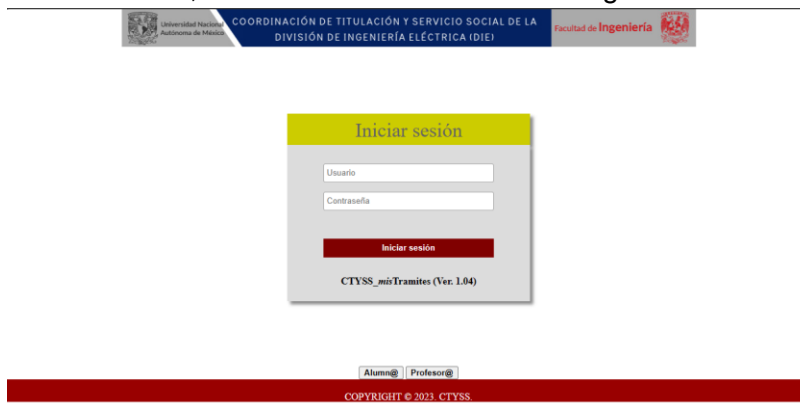 Universidad Nacional
Autónoma de México
COORDINACIÓN DE TITULACIÓN Y SERVICIO SOCIAL DE LA
DIVISIÓN DE INGENIERÍA ELÉCTRICA (DIE)
Facultad de Ingeniería
Iniciar sesión
Usuario
Contraseña
Iniciar sesión
CTYSS_misTramites (Ver. 1.04)
Alumn@ Profesor@
COPYRIGHT © 2023. CTYSS.